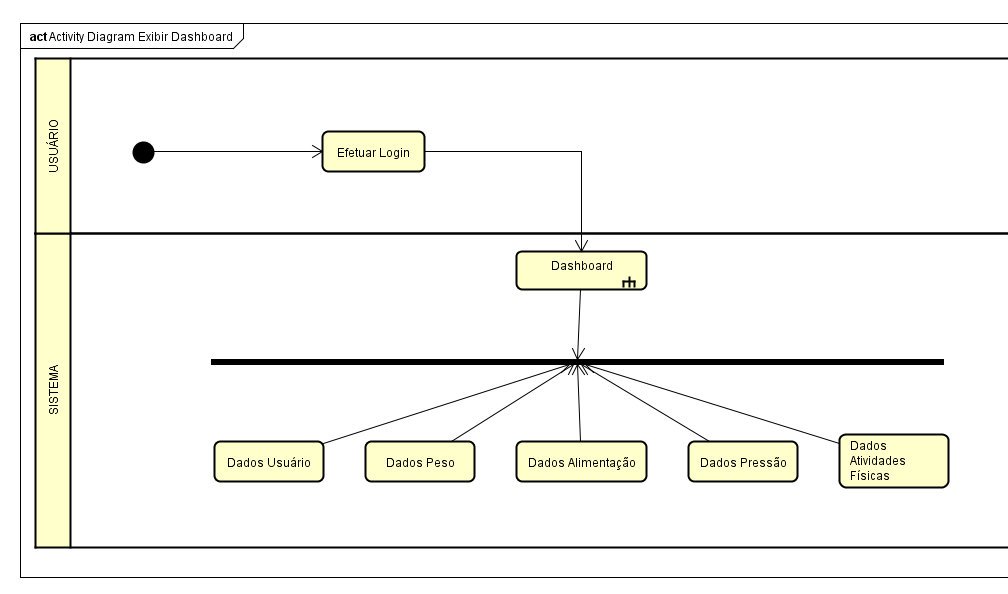 act Activity Diagram Exibir Dashboard
USUÁRIO
Efetuar Login
SISTEMA
Dashboard
Dados Usuário
Dados Peso
Dados Alimentação
Dados Pressão
Dados
Atividades
Físicas